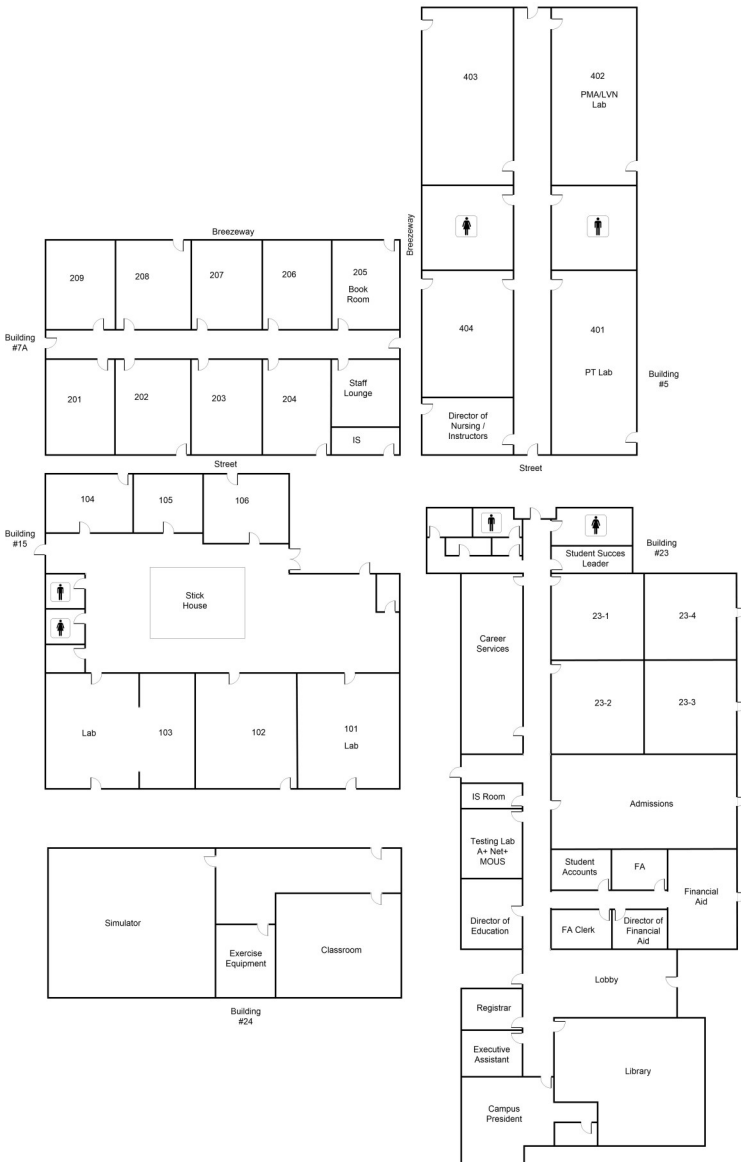 403
402
PMA/LVN
Lab
Breezeway
404
401
PT Lab
Building
#5
Director of
Nursing /
Instructors
Street
Breezeway
209
208
207
206
205
Book
Room
Building
#7A
201
202
203
204
Staff
Lounge
IS
Street
104
105
106
Building
#15
Stick
House
Lab
103
102
101
Lab
Simulator
Exercise
Equipment
Classroom
Building
#24
Building
#23
Student Succes
Leader
Career
Services
23-1
23-4
23-2
23-3
IS Room
Admissions
Testing Lab
A+ Net+
MOUS
Student
Accounts
FA
Financial
Aid
Director of
Education
FA Clerk
Director of
Financial
Aid
Lobby
Registrar
Executive
Assistant
Library
Campus
President